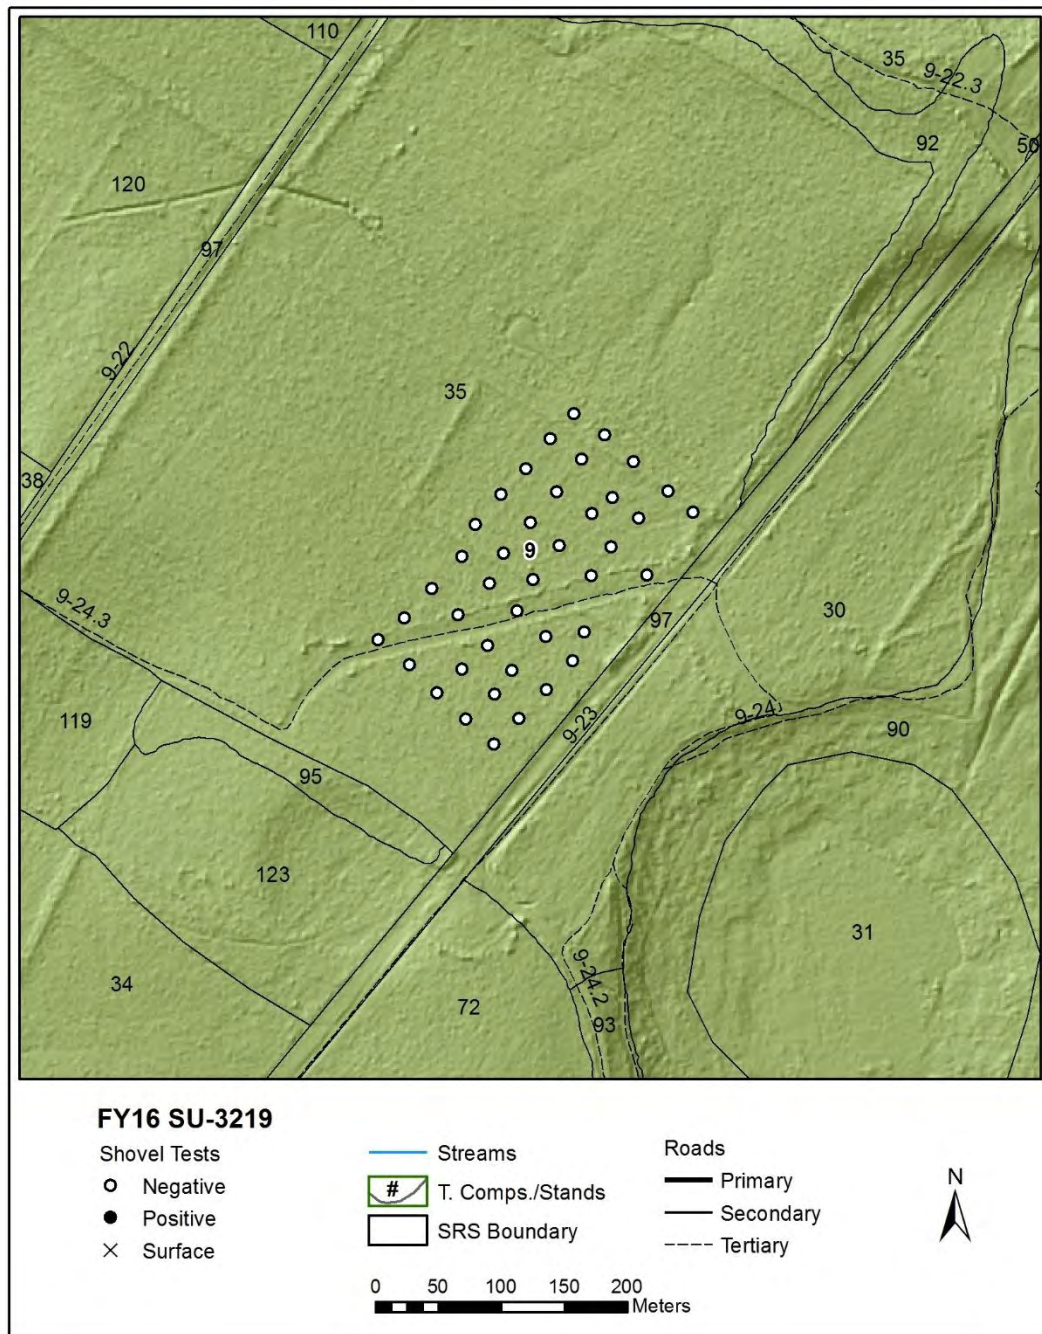 110
35
9-22.3
92
50
120
97
9-22
35
38
9
9-24.3
30
97
119
9-24
9-23
90
95
123
31
34
9-24.2
72
93
FY16 SU-3219
Shovel Tests
Negative
Positive
Surface
Streams
# T. Comps./Stands
SRS Boundary
Roads
Primary
Secondary
Tertiary
N
0 50 100 150 200
Meters